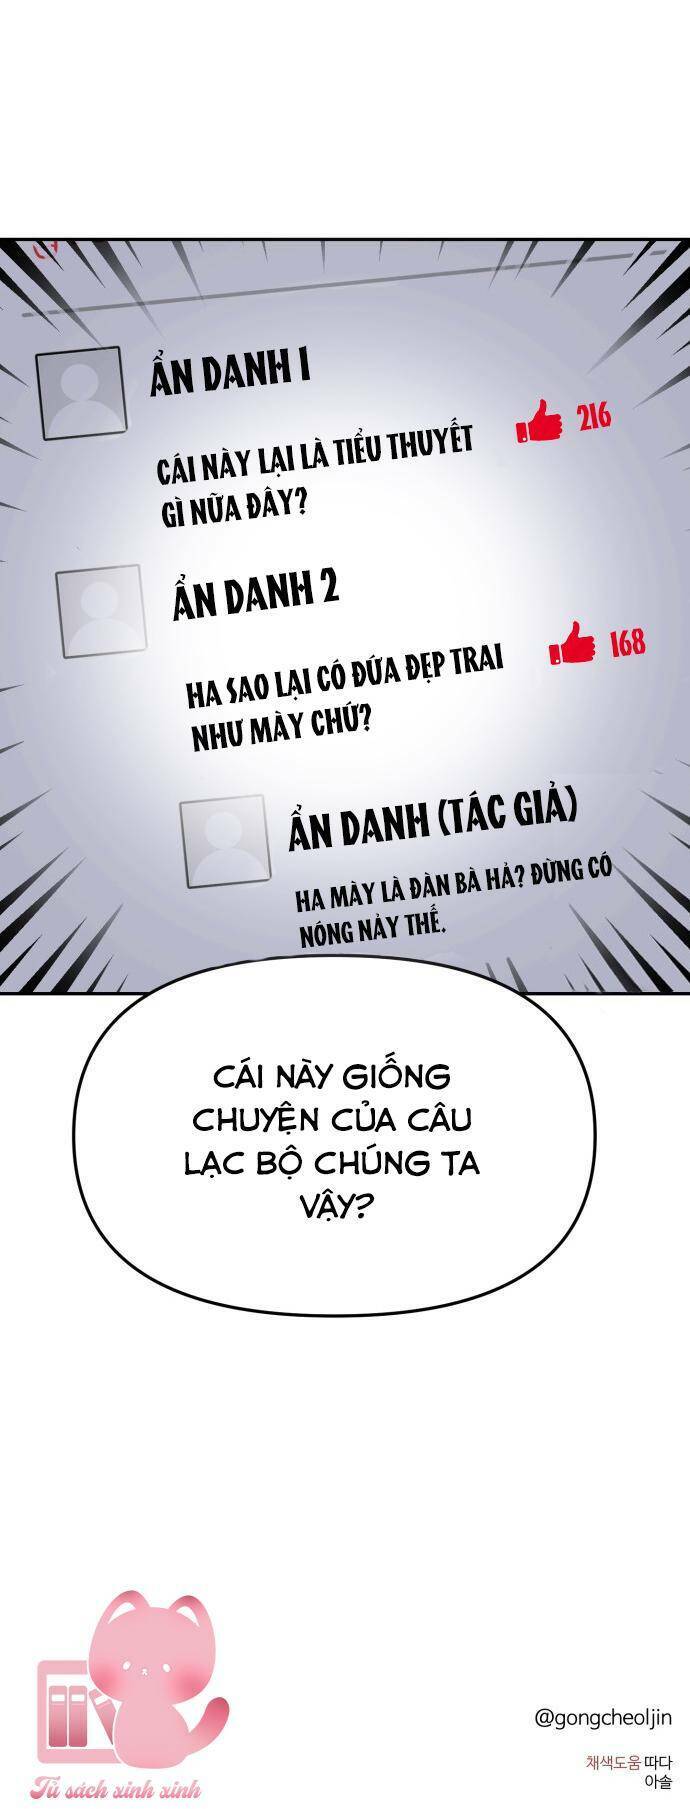 ẨN DANH 1
216
CÁI NÀY LẠI LÀ TIỂU THUYẾT
GÌ NỮA ĐÂY?
ẨN DANH 2
168
HA SAO LẠI CÓ ĐỨA ĐẸP TRAI
NHƯ MÀY CHỨ?
ẨN DANH (TÁC GIẢ)
HA MÀY LÀ ĐÀN BÀ HẢ? ĐỪNG CÓ
NÓNG NẢY THẾ.
CÁI NÀY GIỐNG
CHUYỆN CỦA CÂU
LẠC BỘ CHÚNG TA
VẬY?
@gongcheoljin
채색도움 따다
아솔
Tủ sách xinh xinh